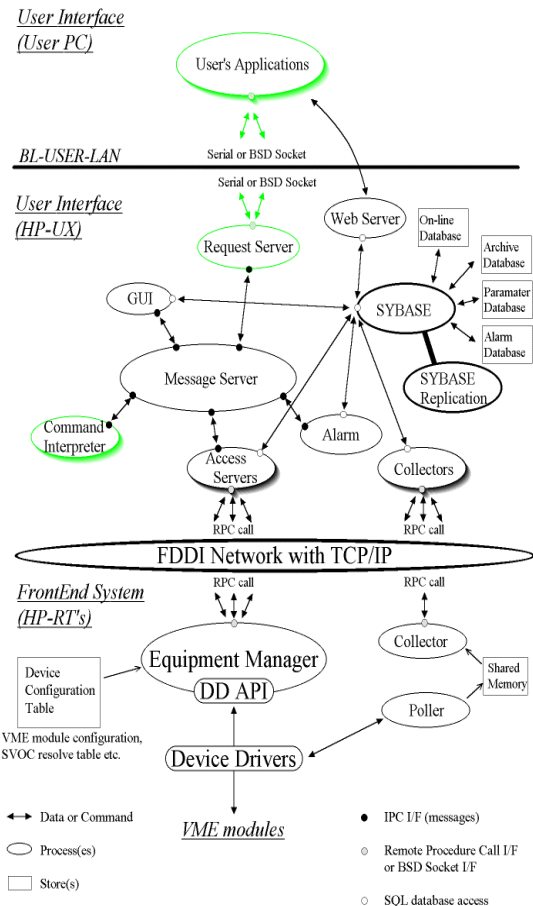 User Interface
(User PC)
User's Applications
BL-USER-LAN
Serial or BSD Socket
Serial or BSD Socket
User Interface
(HP-UX)
Web Server
On-line
Database
Request Server
Archive
Database
GUI
SYBASE
Paramater
Database
Alarm
Database
Message Server
SYBASE
Replication
Command
Interpreter
Alarm
Access
Servers
Collectors
RPC call
RPC call
FDDI Network with TCP/IP
RPC call
RPC call
FrontEnd System
(HP-RT's)
Equipment Manager
DD API
Collector
Device
Configuration
Table
Shared
Memory
Poller
VME module configuration,
SVOC resolve table etc.
Device Drivers
VME modules
Data or Command
IPC I/F (messages)
Process(es)
Remote Procedure Call I/F
or BSD Socket I/F
Store(s)
SQL database access